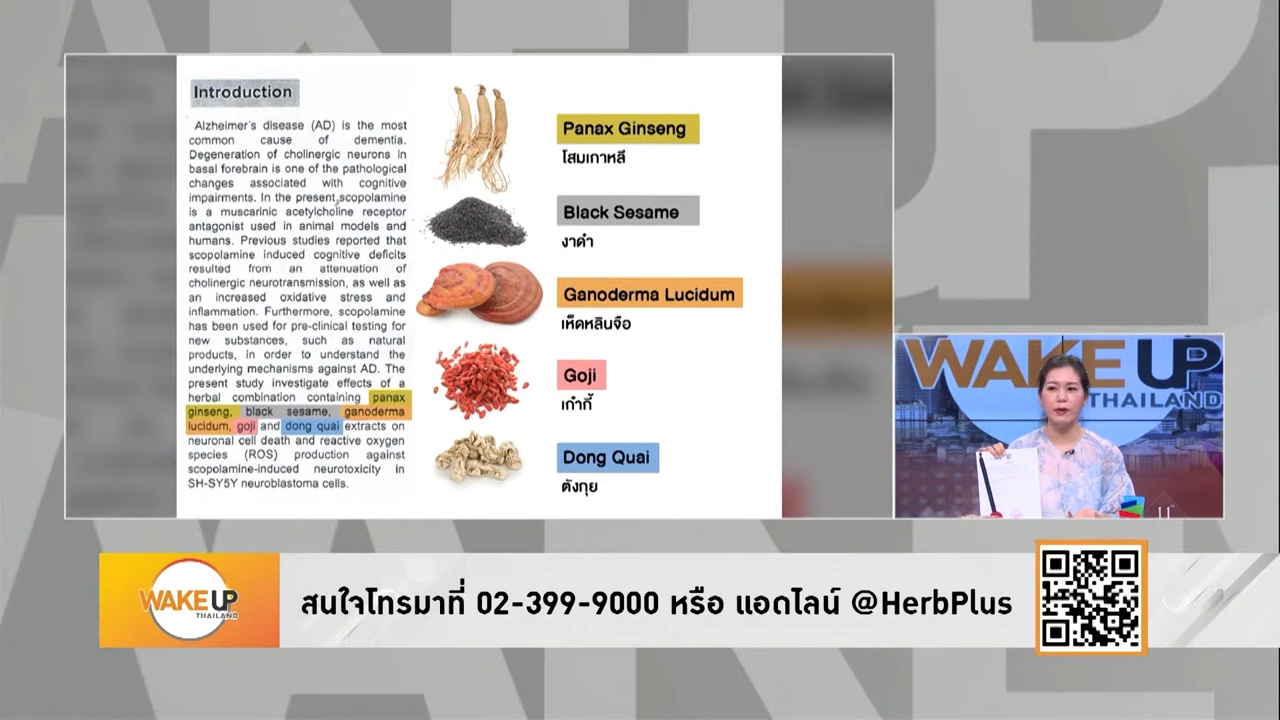 Introduction
Alzheimer's disease (AD) is the most
common cause of dementia.
Degeneration of cholinergic neurons in
basal forebrain is one of the pathological
changes associated with cognitive
impairments. In the present, scopolamine
is a muscarinic acetylcholine receptor
antagonist used in animal models and
humans. Previous studies reported that
scopolamine induced cognitive deficits
resulted from an attenuation of
cholinergic neurotransmission, as well as
an increased oxidative stress and
inflammation. Furthermore, scopolamine
has been used for pre-clinical testing for
new substances, such as natural
products, in order to understand the
underlying mechanisms against AD. The
present study investigate effects of a
herbal combination containing panax
ginseng, black sesame, ganoderma
lucidum, goji and dong quai extracts on
neuronal cell death and reactive oxygen
species (ROS) production against
scopolamine-induced neurotoxicity in
SH-SY5Y neuroblastoma cells.
Panax Ginseng
โสมเกาหลี
Black Sesame
งาดำ
Ganoderma Lucidum
เห็ดหลินจือ
Goji
เก๋ากี้
Dong Quai
ตังกุย
WAKE UP
THAILAND
WAKE UP
THAILAND
สนใจโทรมาที่ 02-399-9000 หรือ แอดไลน์ @HerbPlus